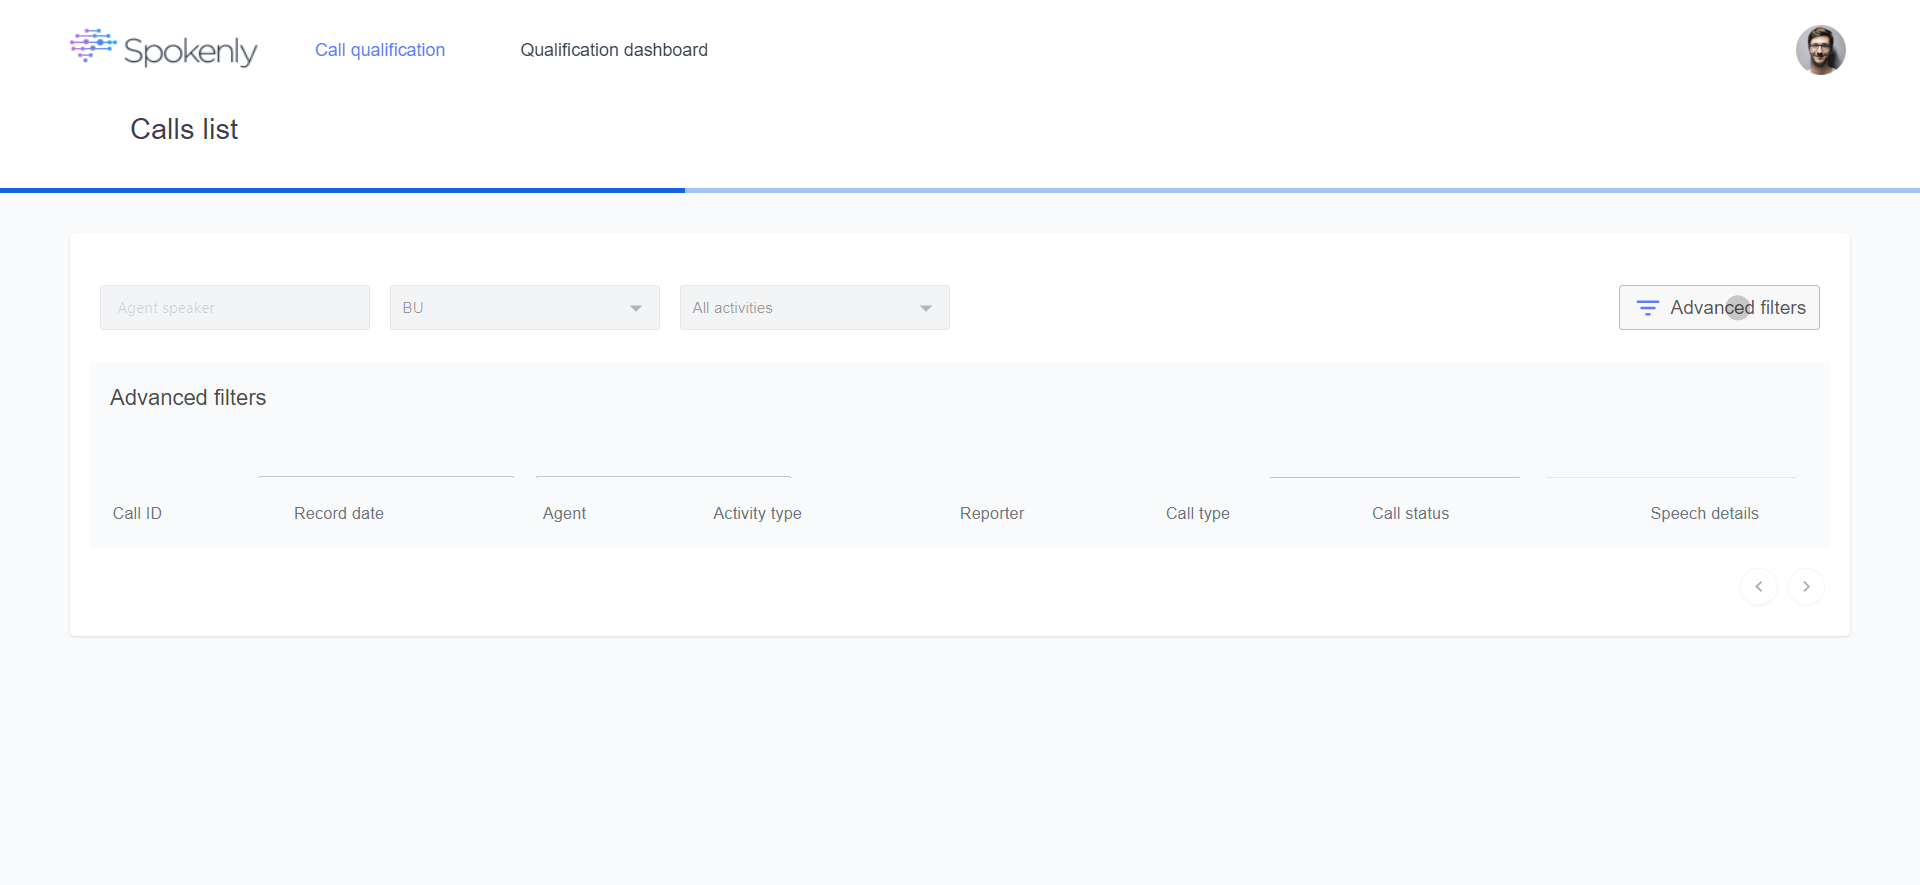 Spokenly
Call qualification
Qualification dashboard
Calls list
Agent speaker
BU
All activities
Advanced filters
Advanced filters
Call ID
Record date
Agent
Activity type
Reporter
Call type
Call status
Speech details